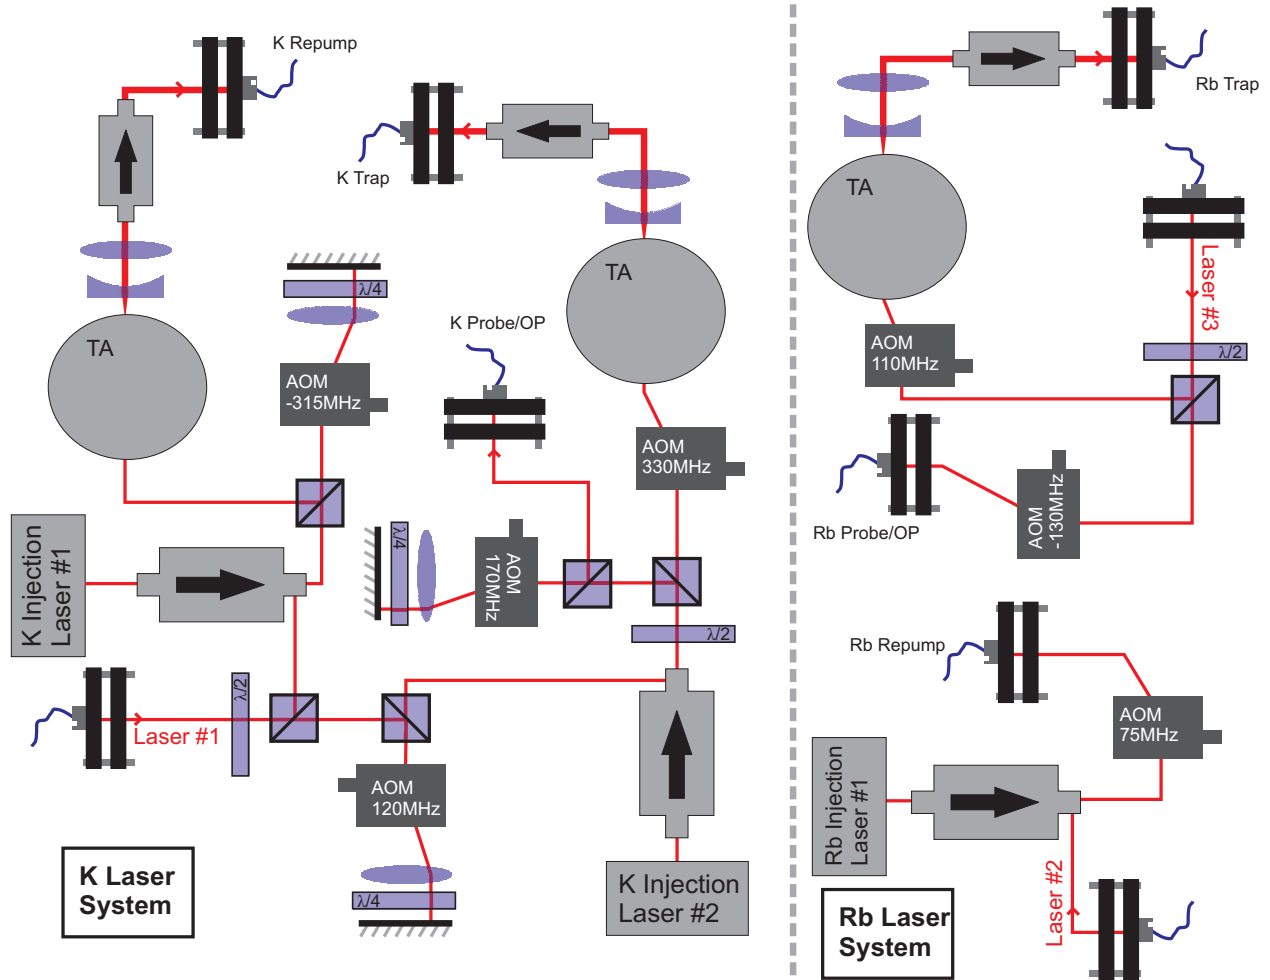 K Repump
K Trap
TA
λ/4
AOM
-315MHz
K Probe/OP
TA
AOM
330MHz
K Injection
Laser #1
λ/4
AOM
170MHz
λ/2
λ/2
Laser #1
AOM
120MHz
λ/4
K Injection
Laser #2
K Laser
System
Rb Trap
TA
Laser #3
AOM
110MHz
λ/2
AOM
-130MHz
Rb Probe/OP
Rb Repump
AOM
75MHz
Rb Injection
Laser #1
Laser #2
Rb Laser
System